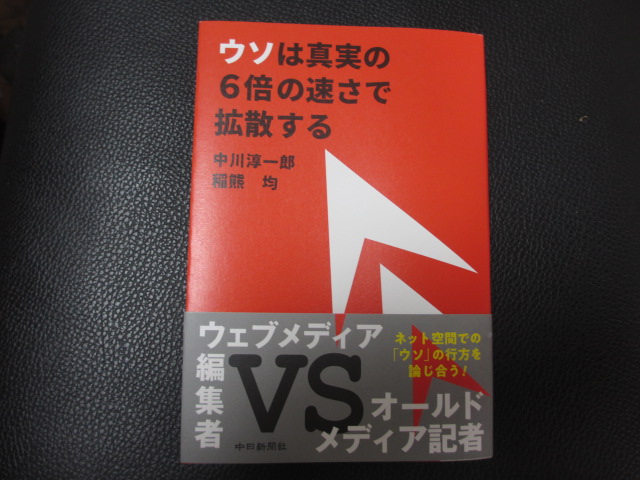 ウソは真実の
6倍の速さで
拡散する
中川淳一郎
稲熊 均
ウェブメディア
編集者
VS
オールド
メディア記者
ネット空間での
「ウソ」の行方を
論じ合う!
中日新聞社